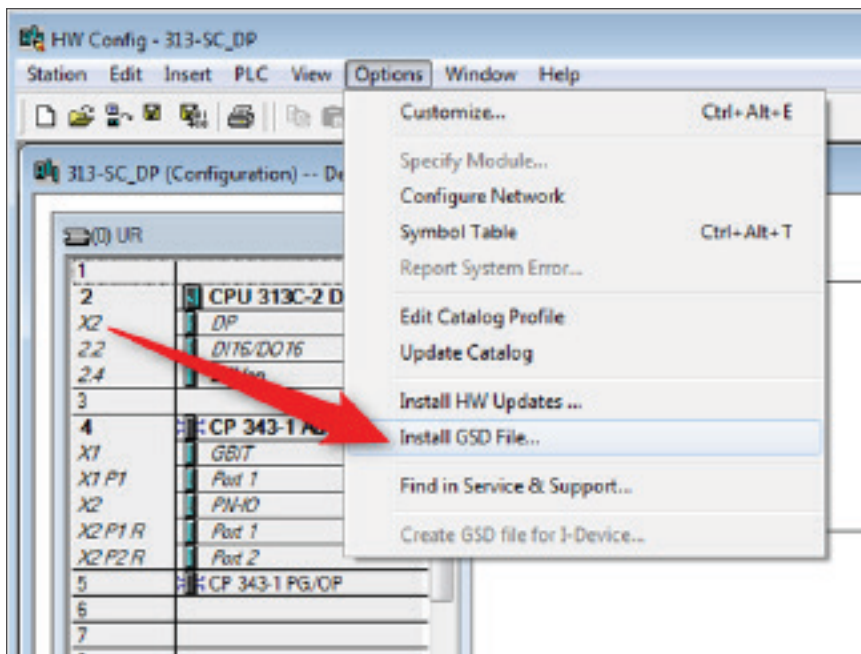 HW Config - 313-SC_DP
Station Edit Insert PLC View Options Window Help
Customize... Ctrl+Alt+E
Specify Module...
Configure Network
Symbol Table Ctrl+Alt+T
Report System Error...
Edit Catalog Profile
Update Catalog
Install HW Updates ...
Install GSD File...
Find in Service & Support...
Create GSD file for I-Device...
313-SC_DP (Configuration) -- De
(0) UR
1
2 CPU 313C-2 D
X2 DP
2.2 DI16/DO16
2.4
3
4 CP 343-1 A
X1 GBIT
X1 P1 Port 1
X2 PN-IO
X2 P1 R Port 1
X2 P2 R Port 2
5 CP 343-1 PG/OP
6
7